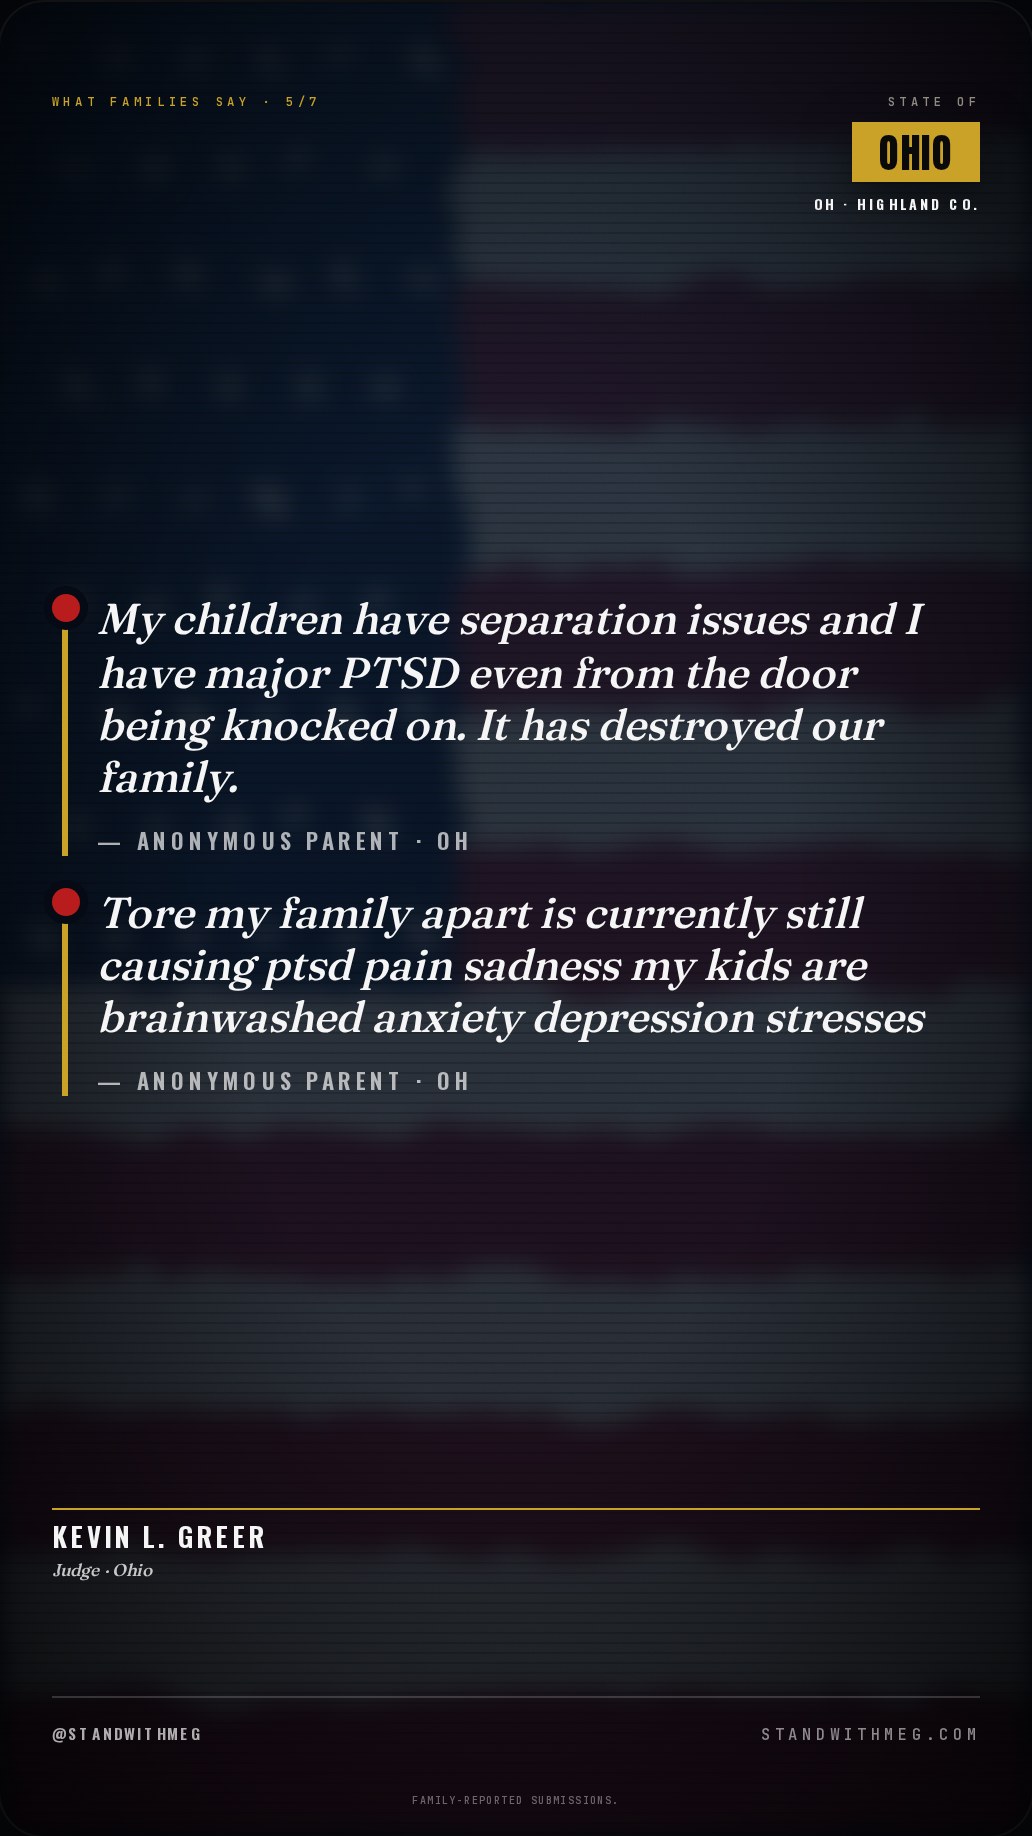 WHAT FAMILIES SAY · 5/7
STATE OF
OHIO
OH · HIGHLAND CO.
My children have separation issues and I
have major PTSD even from the door
being knocked on. It has destroyed our
family.
— ANONYMOUS PARENT · OH
Tore my family apart is currently still
causing ptsd pain sadness my kids are
brainwashed anxiety depression stresses
— ANONYMOUS PARENT · OH
KEVIN L. GREER
Judge · Ohio
@STANDWITHMEG
STANDWITHMEG.COM
FAMILY-REPORTED SUBMISSIONS.